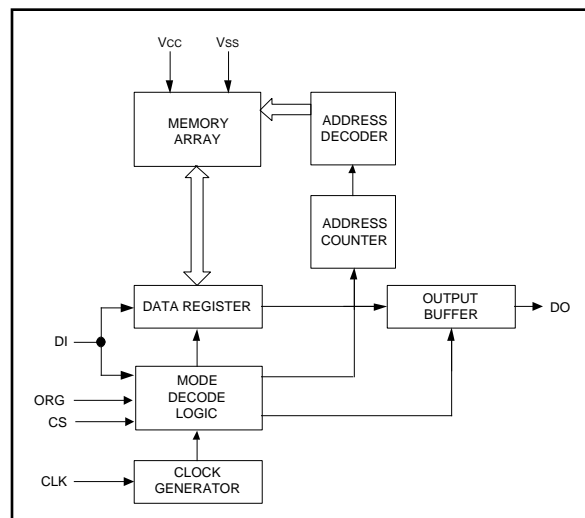 Vcc
Vss
MEMORY
ARRAY
ADDRESS
DECODER
ADDRESS
COUNTER
DATA REGISTER
OUTPUT
BUFFER
DO
DI
MODE
DECODE
LOGIC
ORG
CS
CLK
CLOCK
GENERATOR